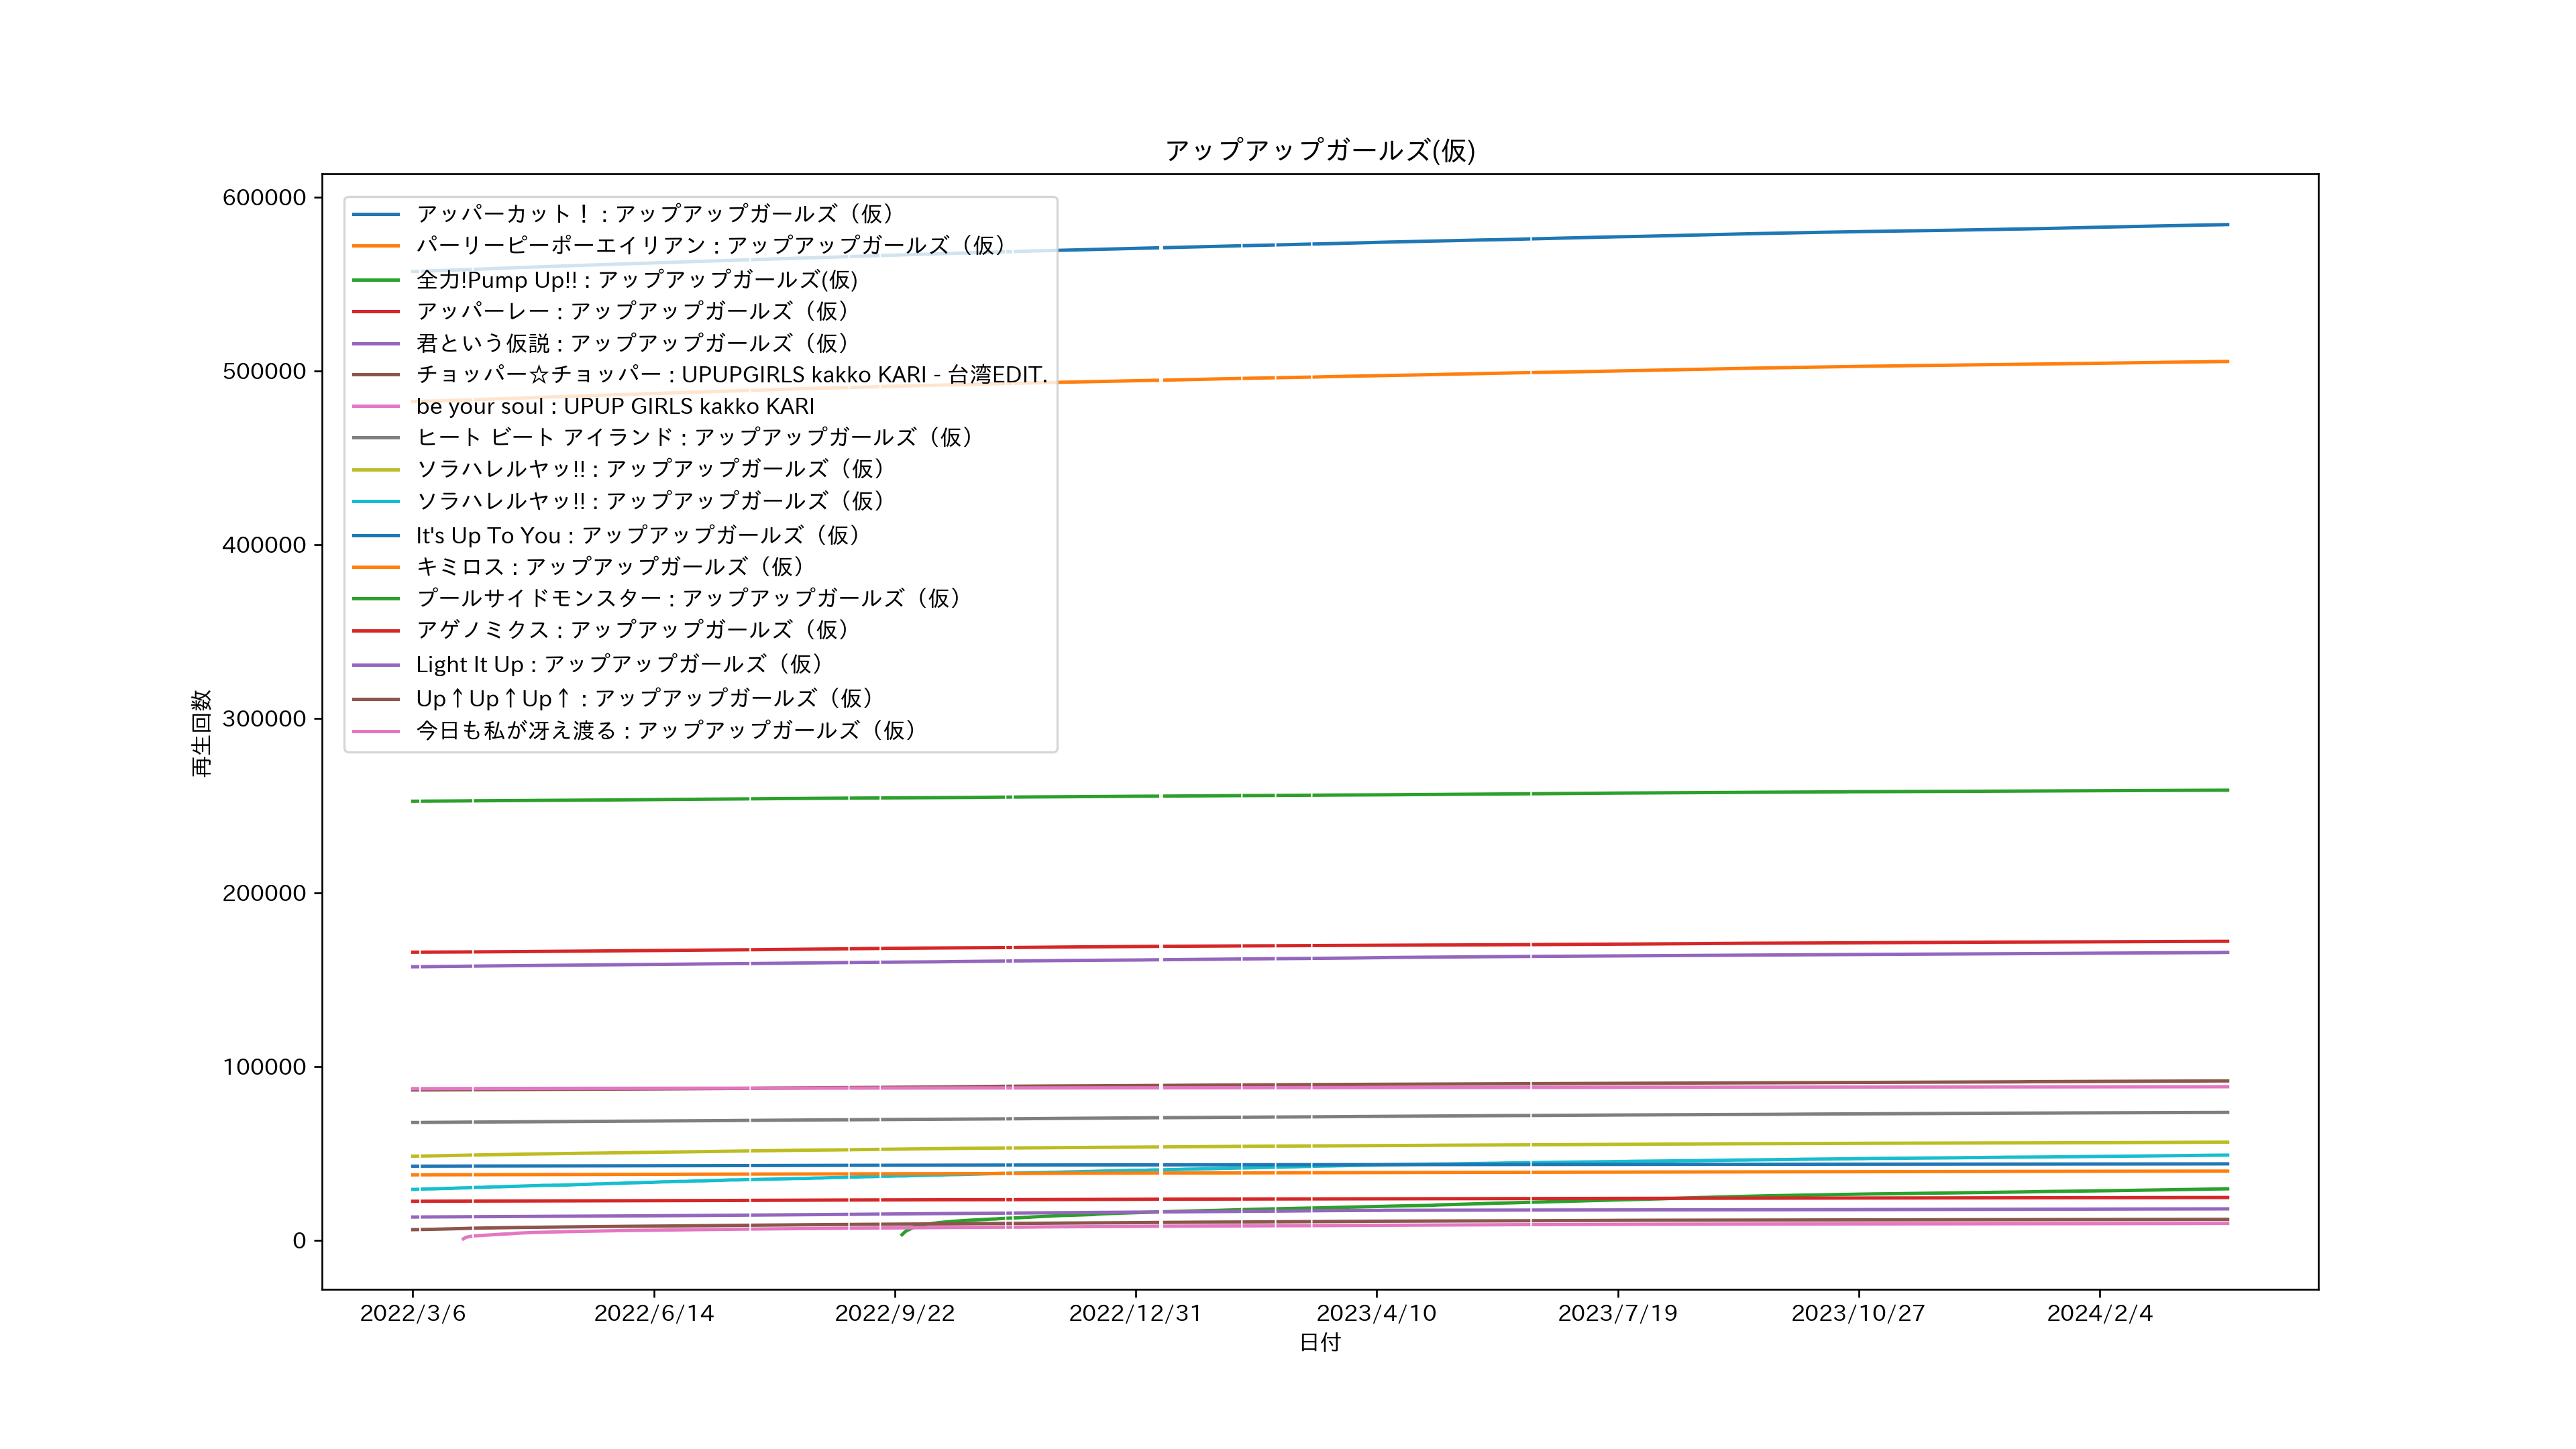 アップアップガールズ(仮)
600000
500000
400000
300000
200000
100000
0
再生回数
アッパーカット！ : アップアップガールズ（仮）
パーリーピーポーエイリアン : アップアップガールズ（仮）
全力!Pump Up!! : アップアップガールズ(仮)
アッパーレー : アップアップガールズ（仮）
君という仮説 : アップアップガールズ（仮）
チョッパー☆チョッパー : UPUPGIRLS kakko KARI - 台湾EDIT.
be your soul : UPUP GIRLS kakko KARI
ヒート ビート アイランド : アップアップガールズ（仮）
ソラハレルヤッ!! : アップアップガールズ（仮）
ソラハレルヤッ!! : アップアップガールズ（仮）
It's Up To You : アップアップガールズ（仮）
キミロス : アップアップガールズ（仮）
プールサイドモンスター : アップアップガールズ（仮）
アゲノミクス : アップアップガールズ（仮）
Light It Up : アップアップガールズ（仮）
Up↑Up↑Up↑ : アップアップガールズ（仮）
今日も私が冴え渡る : アップアップガールズ（仮）
2022/3/6 2022/6/14 2022/9/22 2022/12/31 2023/4/10 2023/7/19 2023/10/27 2024/2/4
日付